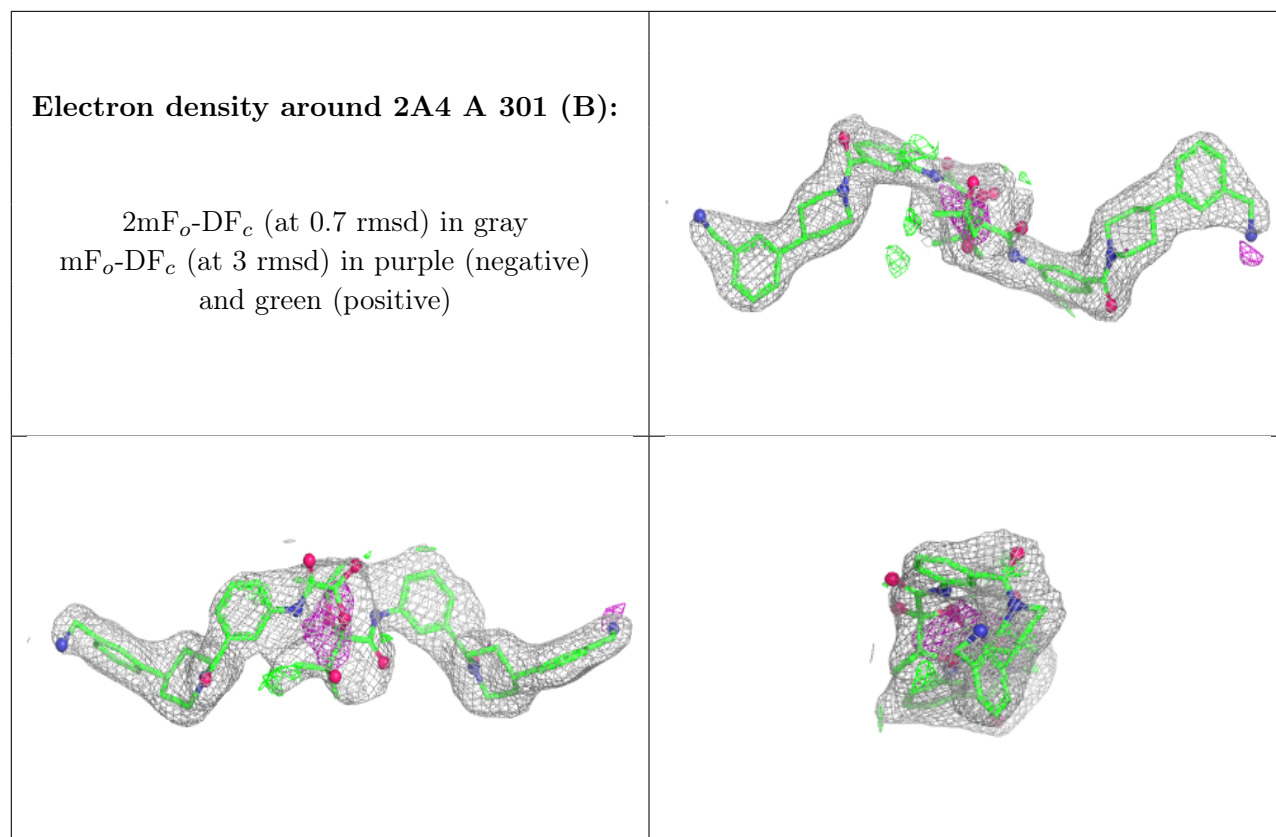 Electron density around 2A4 A 301 (B):
2mFo-DFc (at 0.7 rmsd) in gray
mFo-DFc (at 3 rmsd) in purple (negative)
and green (positive)